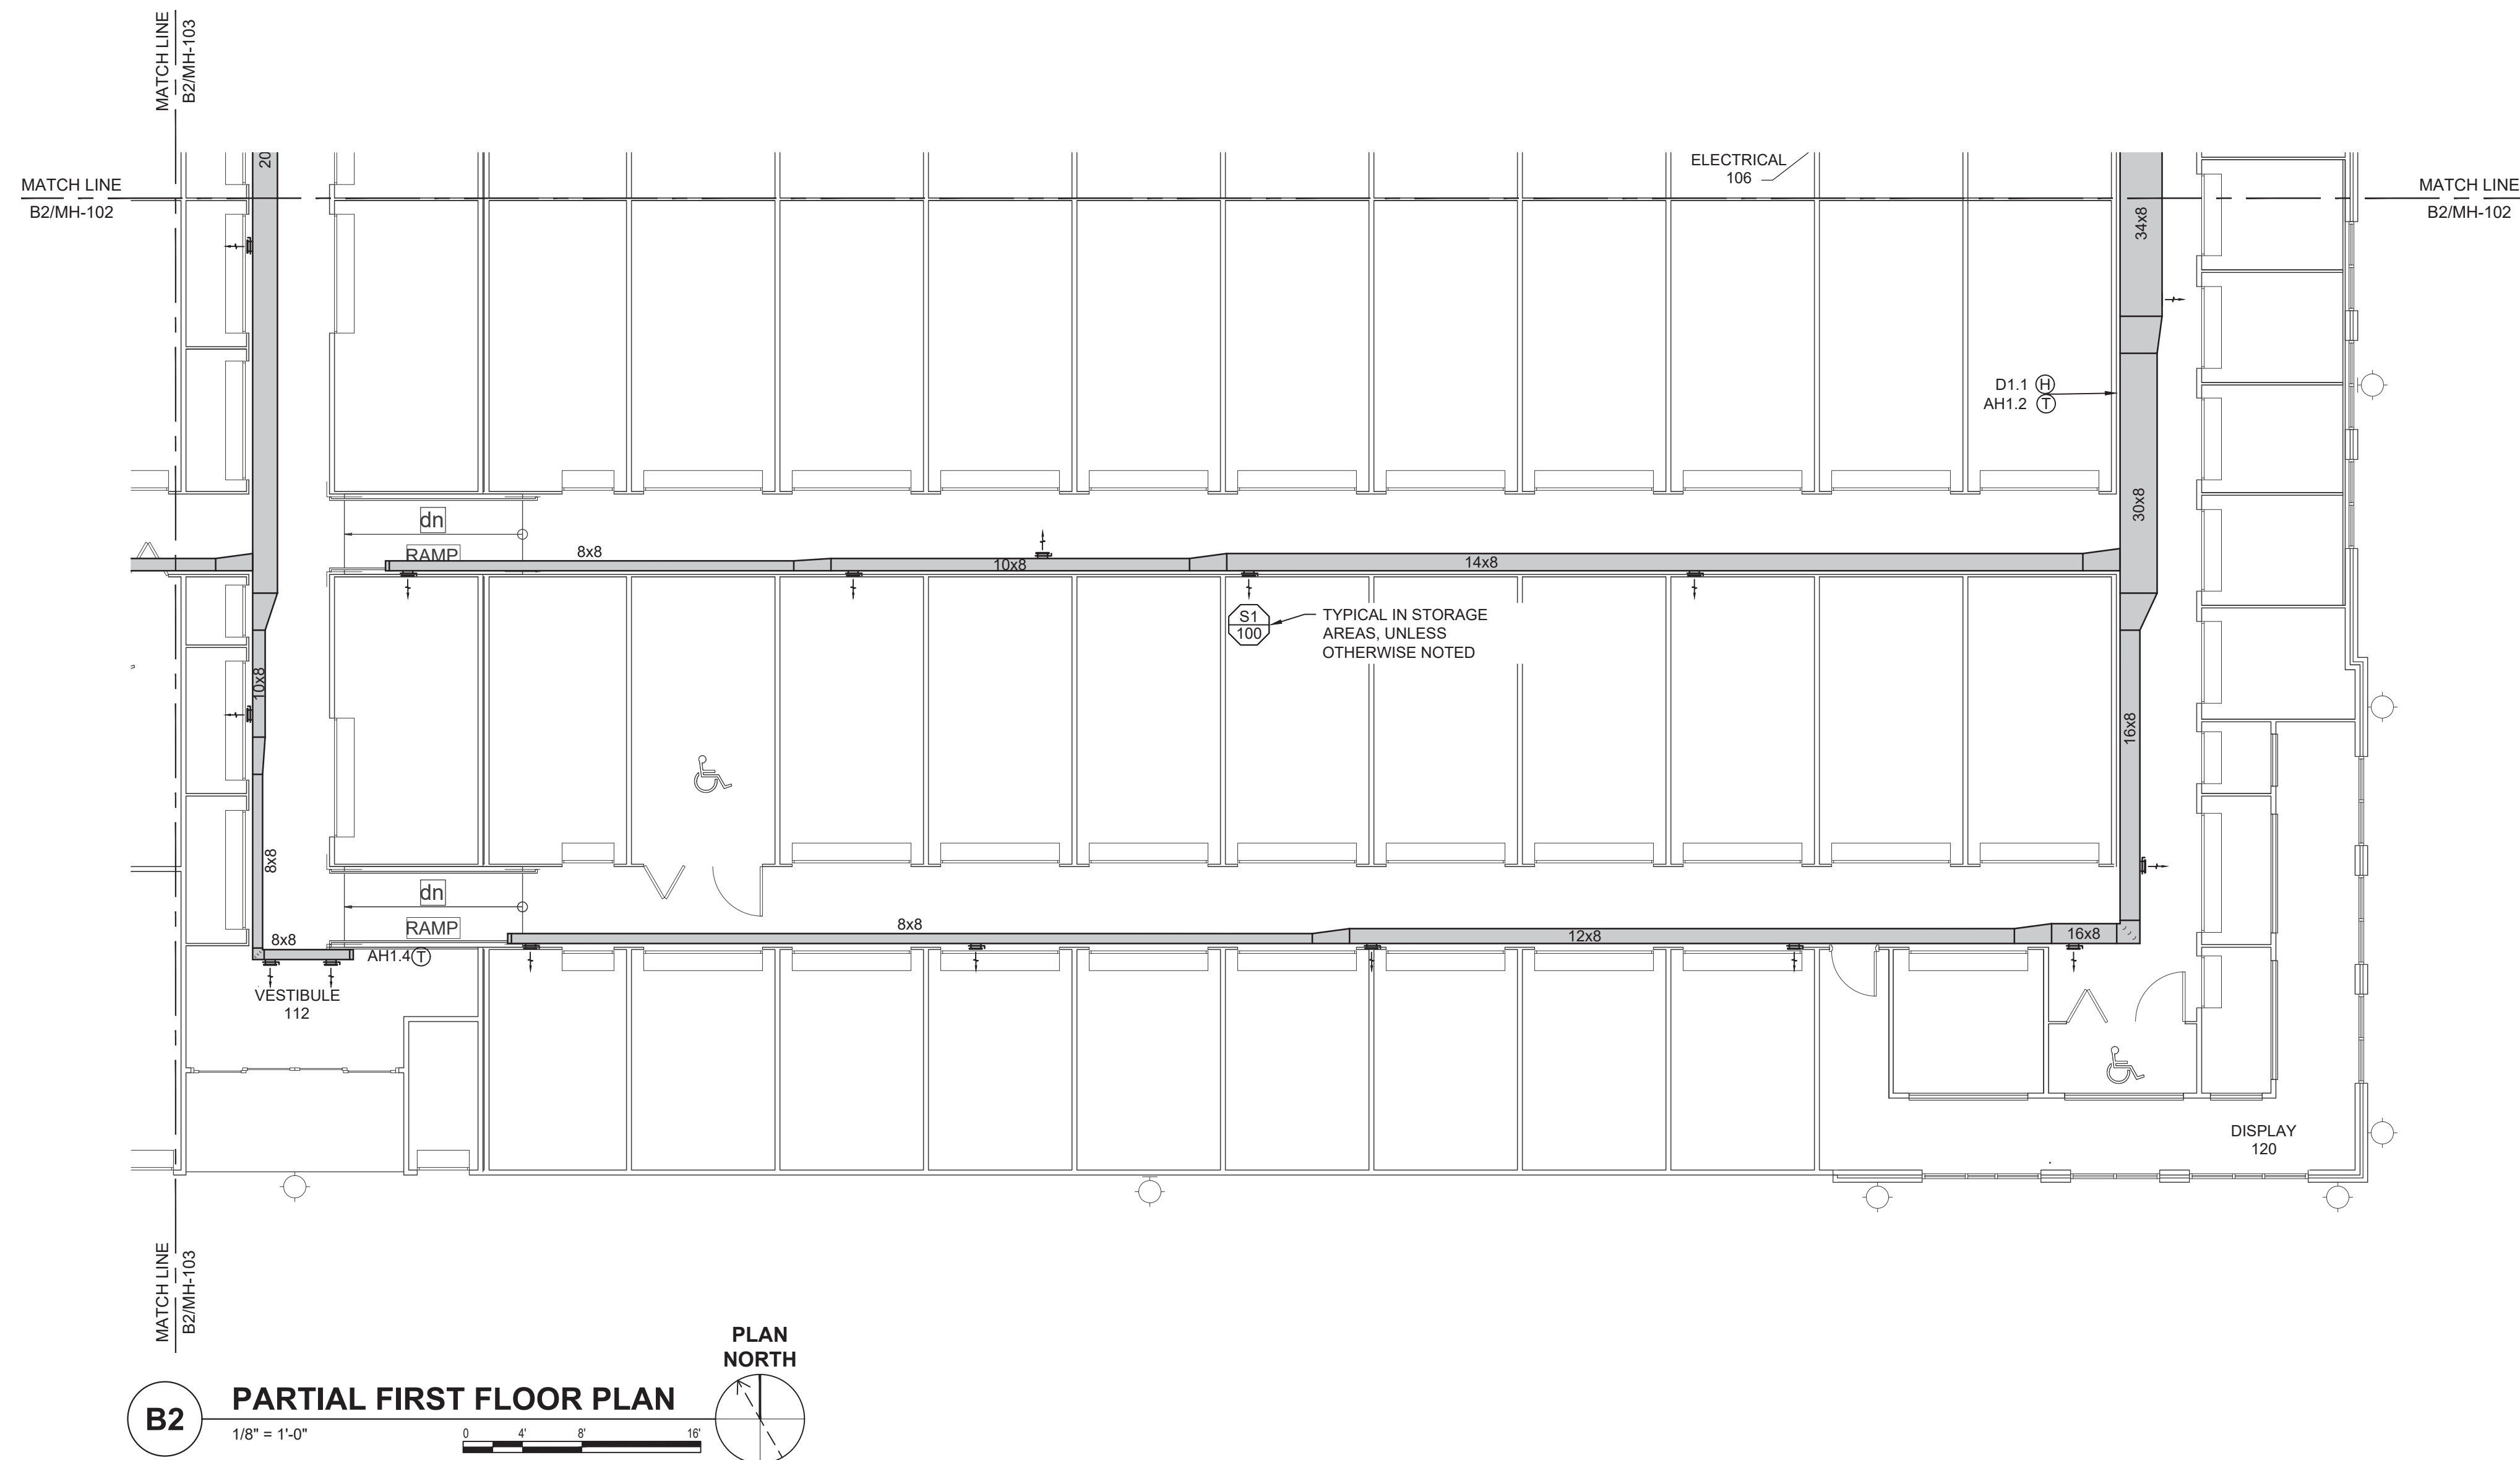 MATCH LINE
B2/MH-103
ELECTRICAL
106
MATCH LINE
B2/MH-102
MATCH LINE
B2/MH-102
20
34x8
D1.1 H
AH1.2 T
30x8
dn
RAMP
8x8
10x8
14x8
S1
100
TYPICAL IN STORAGE
AREAS, UNLESS
OTHERWISE NOTED
10x8
16x8
8x8
dn
RAMP
8x8
8x8
12x8
16x8
AH1.4 T
VESTIBULE
112
DISPLAY
120
MATCH LINE
B2/MH-103
PLAN
NORTH
B2
PARTIAL FIRST FLOOR PLAN
1/8" = 1'-0"
0 4' 8' 16'